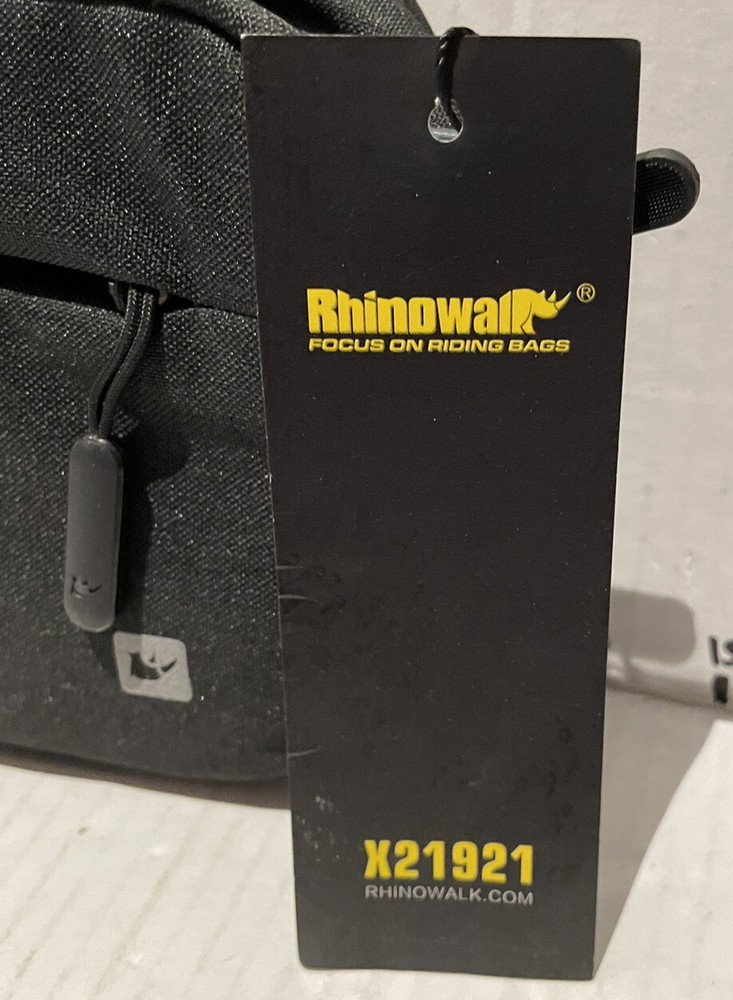 Rhinowalk®
FOCUS ON RIDING BAGS
X21921
RHINOWALK.COM